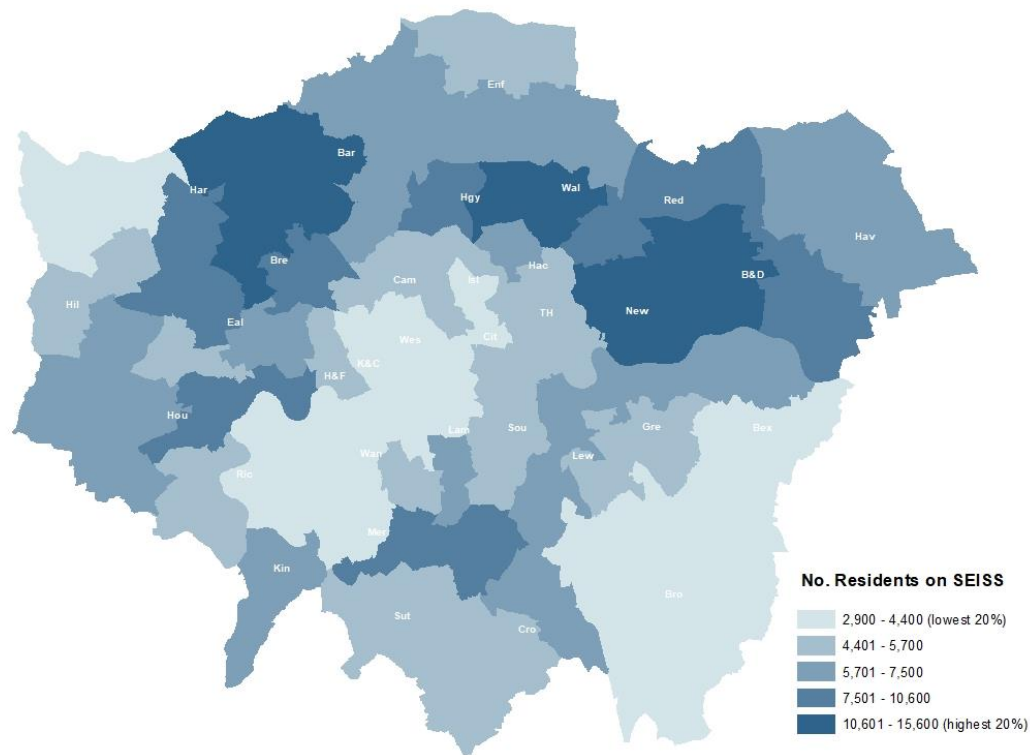 Enf
Bar
Har
Hgy
Wal
Red
Hav
Bre
Hac
B&D
Cam
Isl
Hil
TH
New
Eal
Wes
Cit
K&C
H&F
Hou
Lam
Sou
Gre
Bex
Wan
Lew
Ric
Mer
Kin
Bro
Sut
Cro
No. Residents on SEISS
2,900 - 4,400 (lowest 20%)
4,401 - 5,700
5,701 - 7,500
7,501 - 10,600
10,601 - 15,600 (highest 20%)